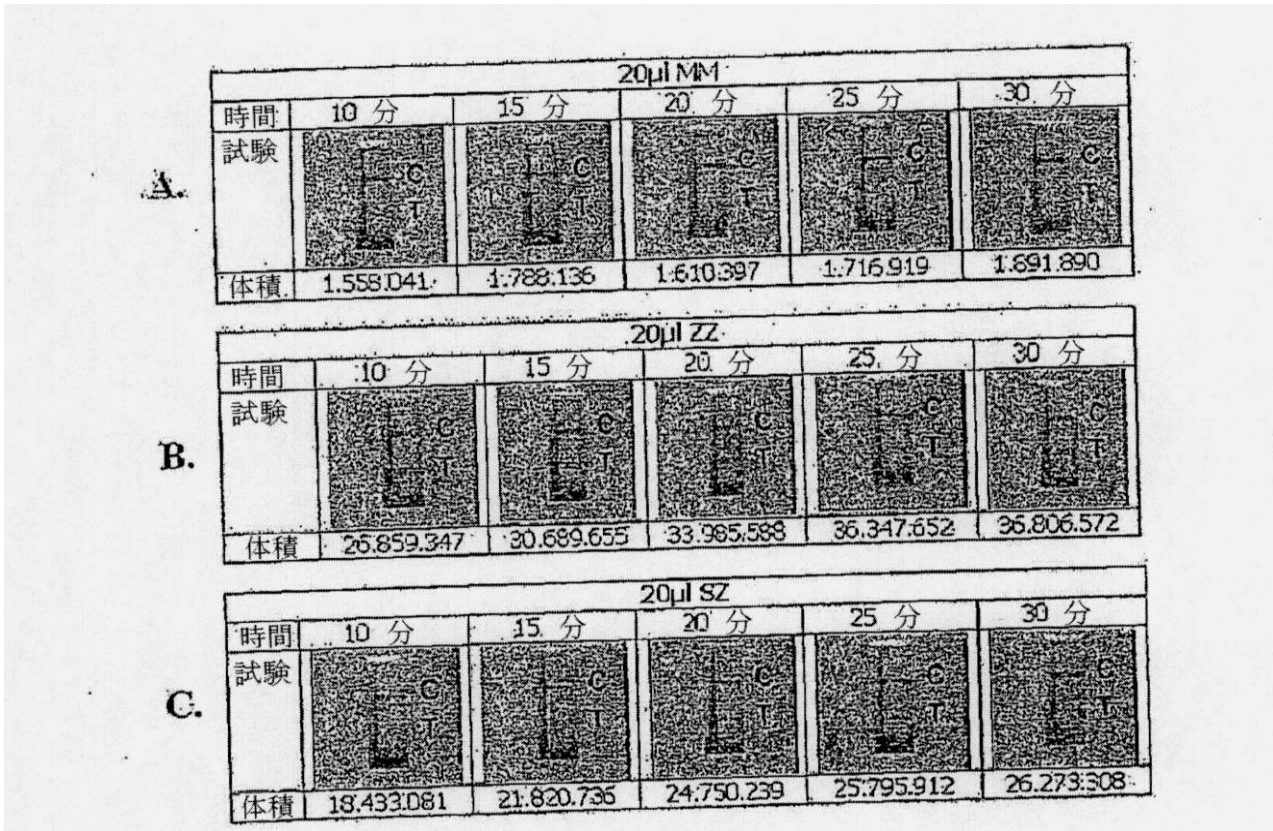 20μl MM
時間 10 分 15 分 20 分 25 分 30 分
A.
試験 C T C T C T C T C T
体積 1.558.041 1.788.136 1.610.397 1.716.919 1.691.890
20μl ZZ
時間 10 分 15 分 20 分 25 分 30 分
B.
試験 C T C T C T C T C T
体積 26.859.347 30.689.655 33.985.588 36.347.652 36.806.572
20μl SZ
時間 10 分 15 分 20 分 25 分 30 分
C.
試験 C T C T C T C T C T
体積 18.433.081 21.820.736 24.750.239 25.795.912 26.273.308